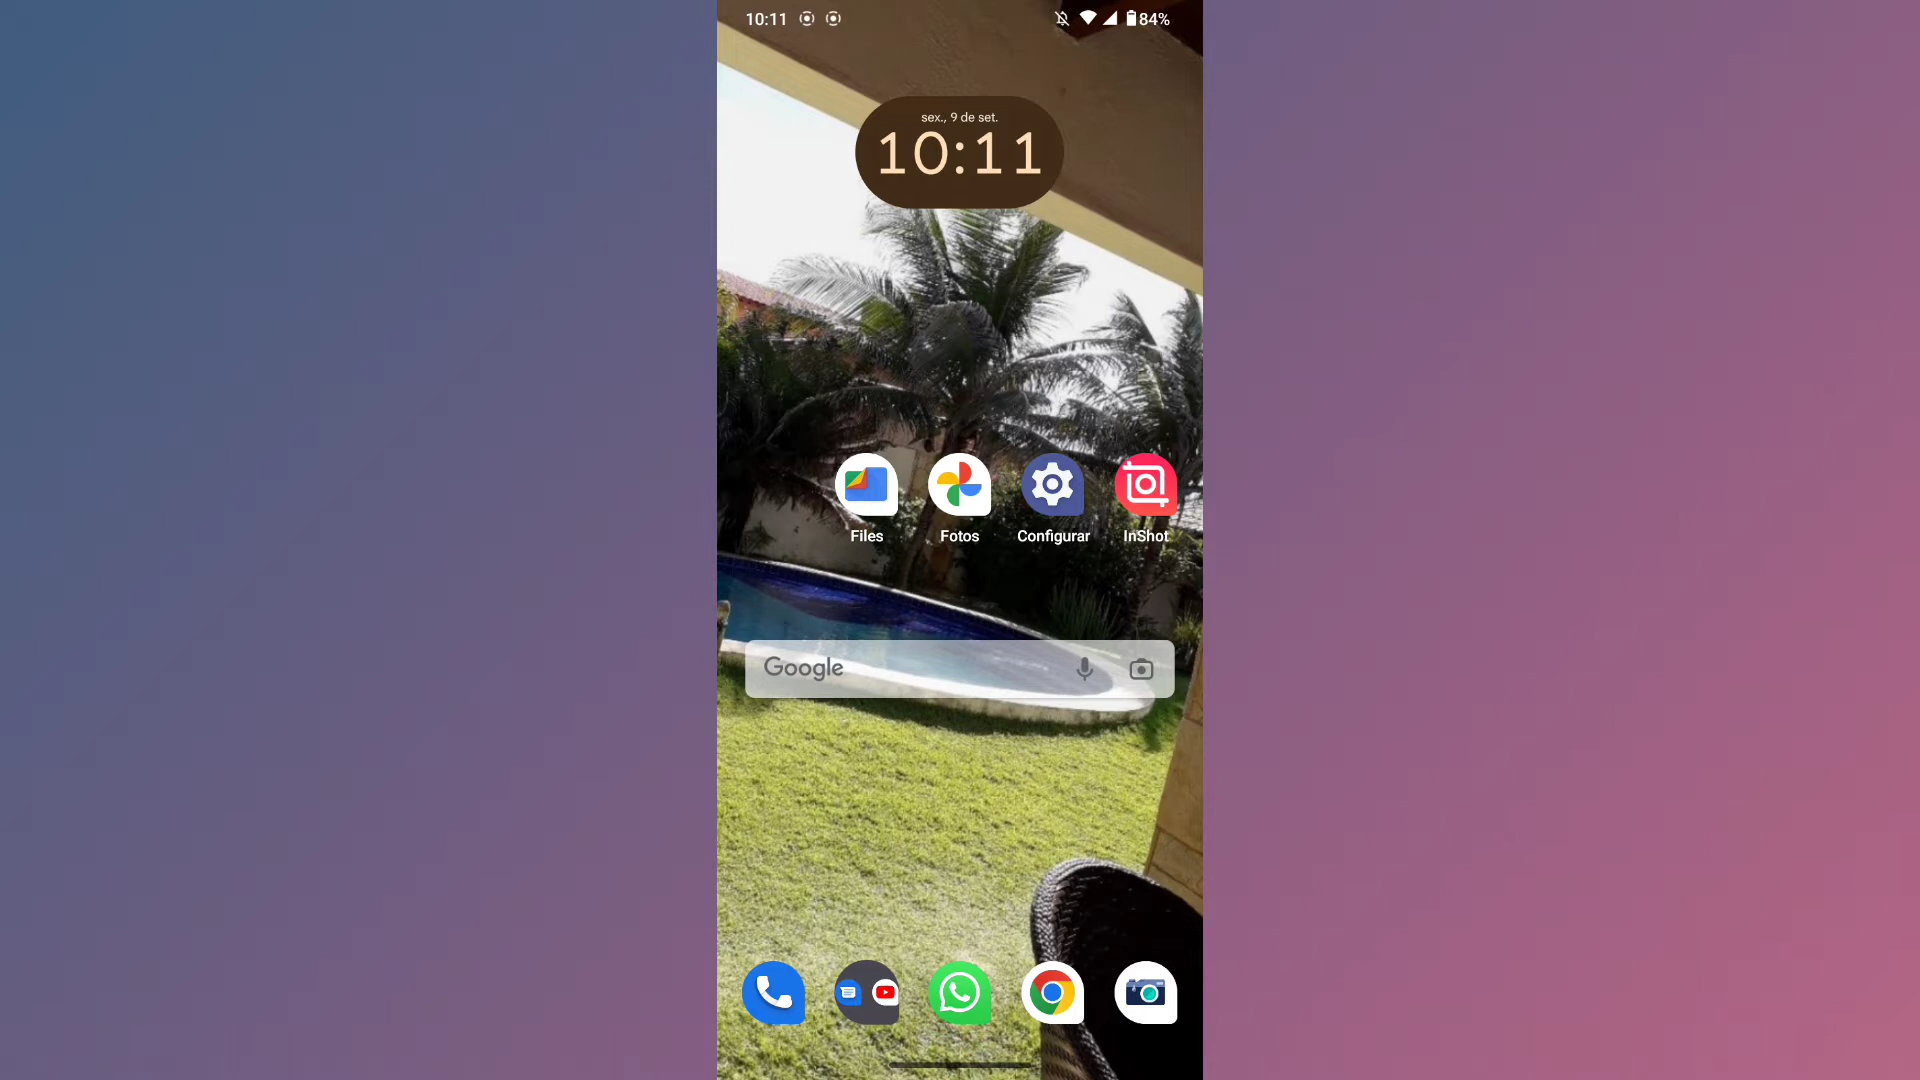 10:11
84%
sex., 9 de set.
10:11
Files
Fotos
Configurar
InShot
Google